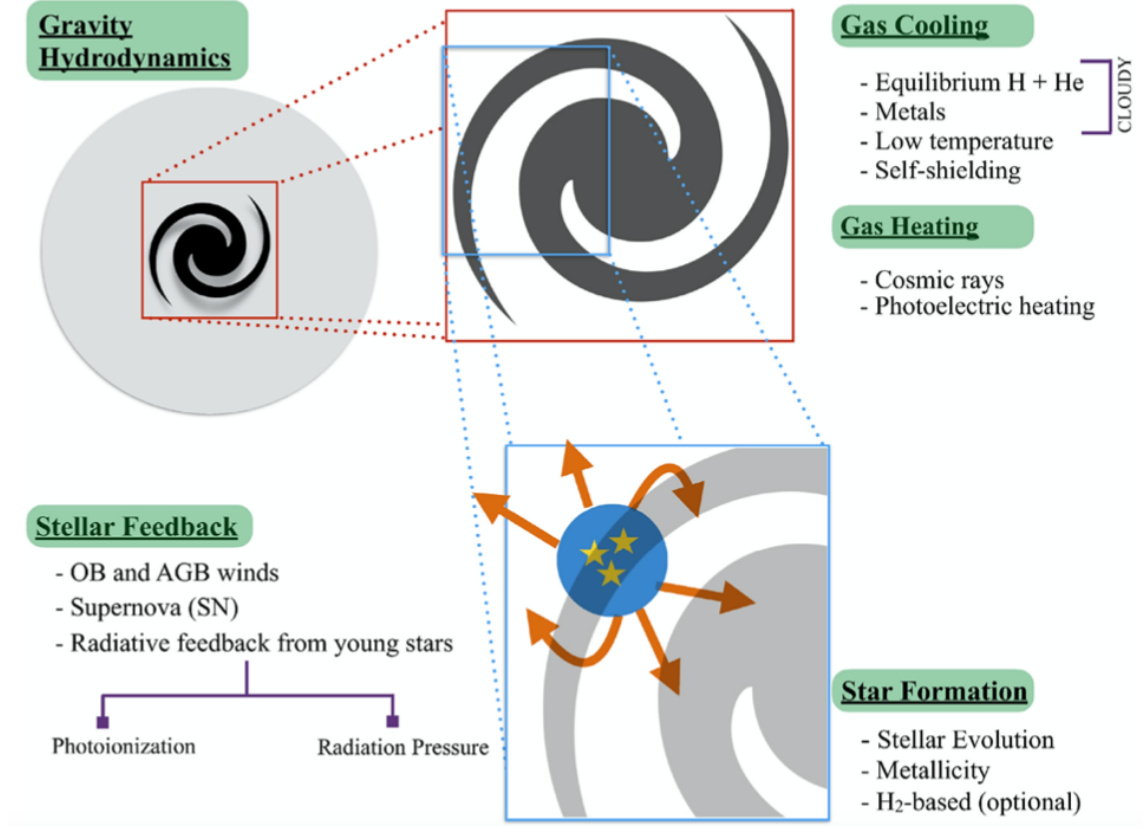 Gravity
Hydrodynamics
Gas Cooling
- Equilibrium H + He
- Metals
- Low temperature
- Self-shielding
CLOUDY
Gas Heating
- Cosmic rays
- Photoelectric heating
Stellar Feedback
- OB and AGB winds
- Supernova (SN)
- Radiative feedback from young stars
Photoionization
Radiation Pressure
Star Formation
- Stellar Evolution
- Metallicity
- H₂-based (optional)